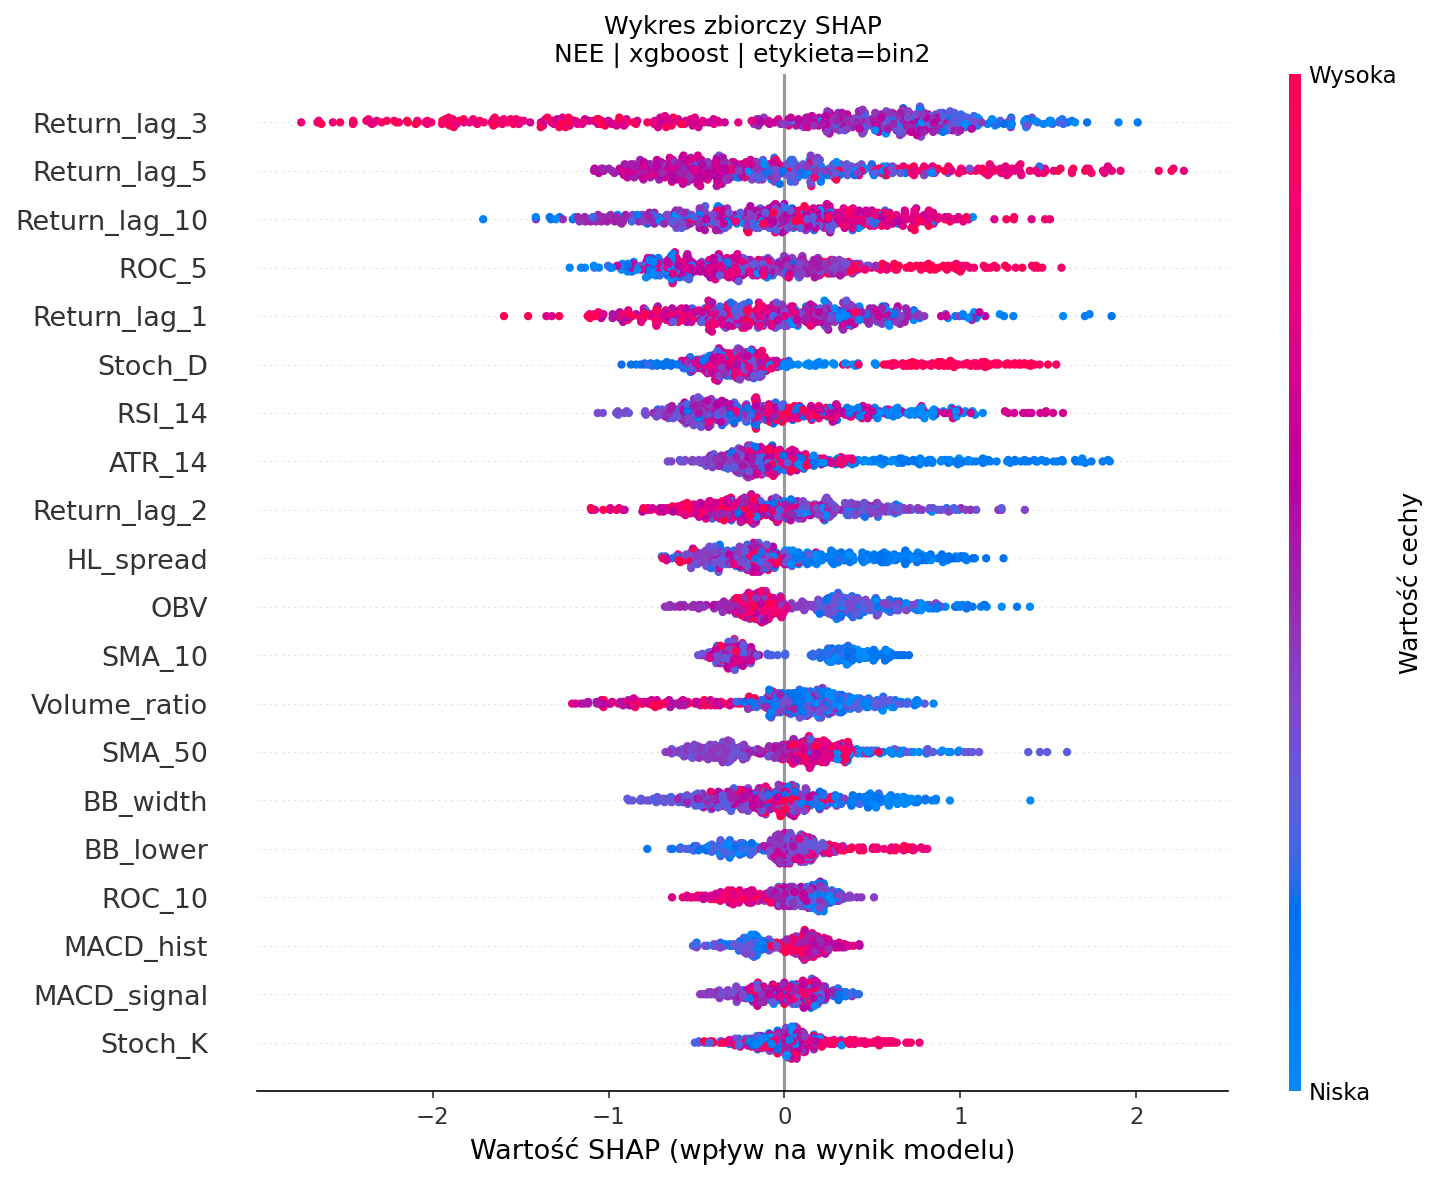 Wykres zbiorczy SHAP
NEE | xgboost | etykieta=bin2
Return_lag_3
Return_lag_5
Return_lag_10
ROC_5
Return_lag_1
Stoch_D
RSI_14
ATR_14
Return_lag_2
HL_spread
OBV
SMA_10
Volume_ratio
SMA_50
BB_width
BB_lower
ROC_10
MACD_hist
MACD_signal
Stoch_K
−2
−1
0
1
2
Wartość SHAP (wpływ na wynik modelu)
Wysoka
Wartość cechy
Niska